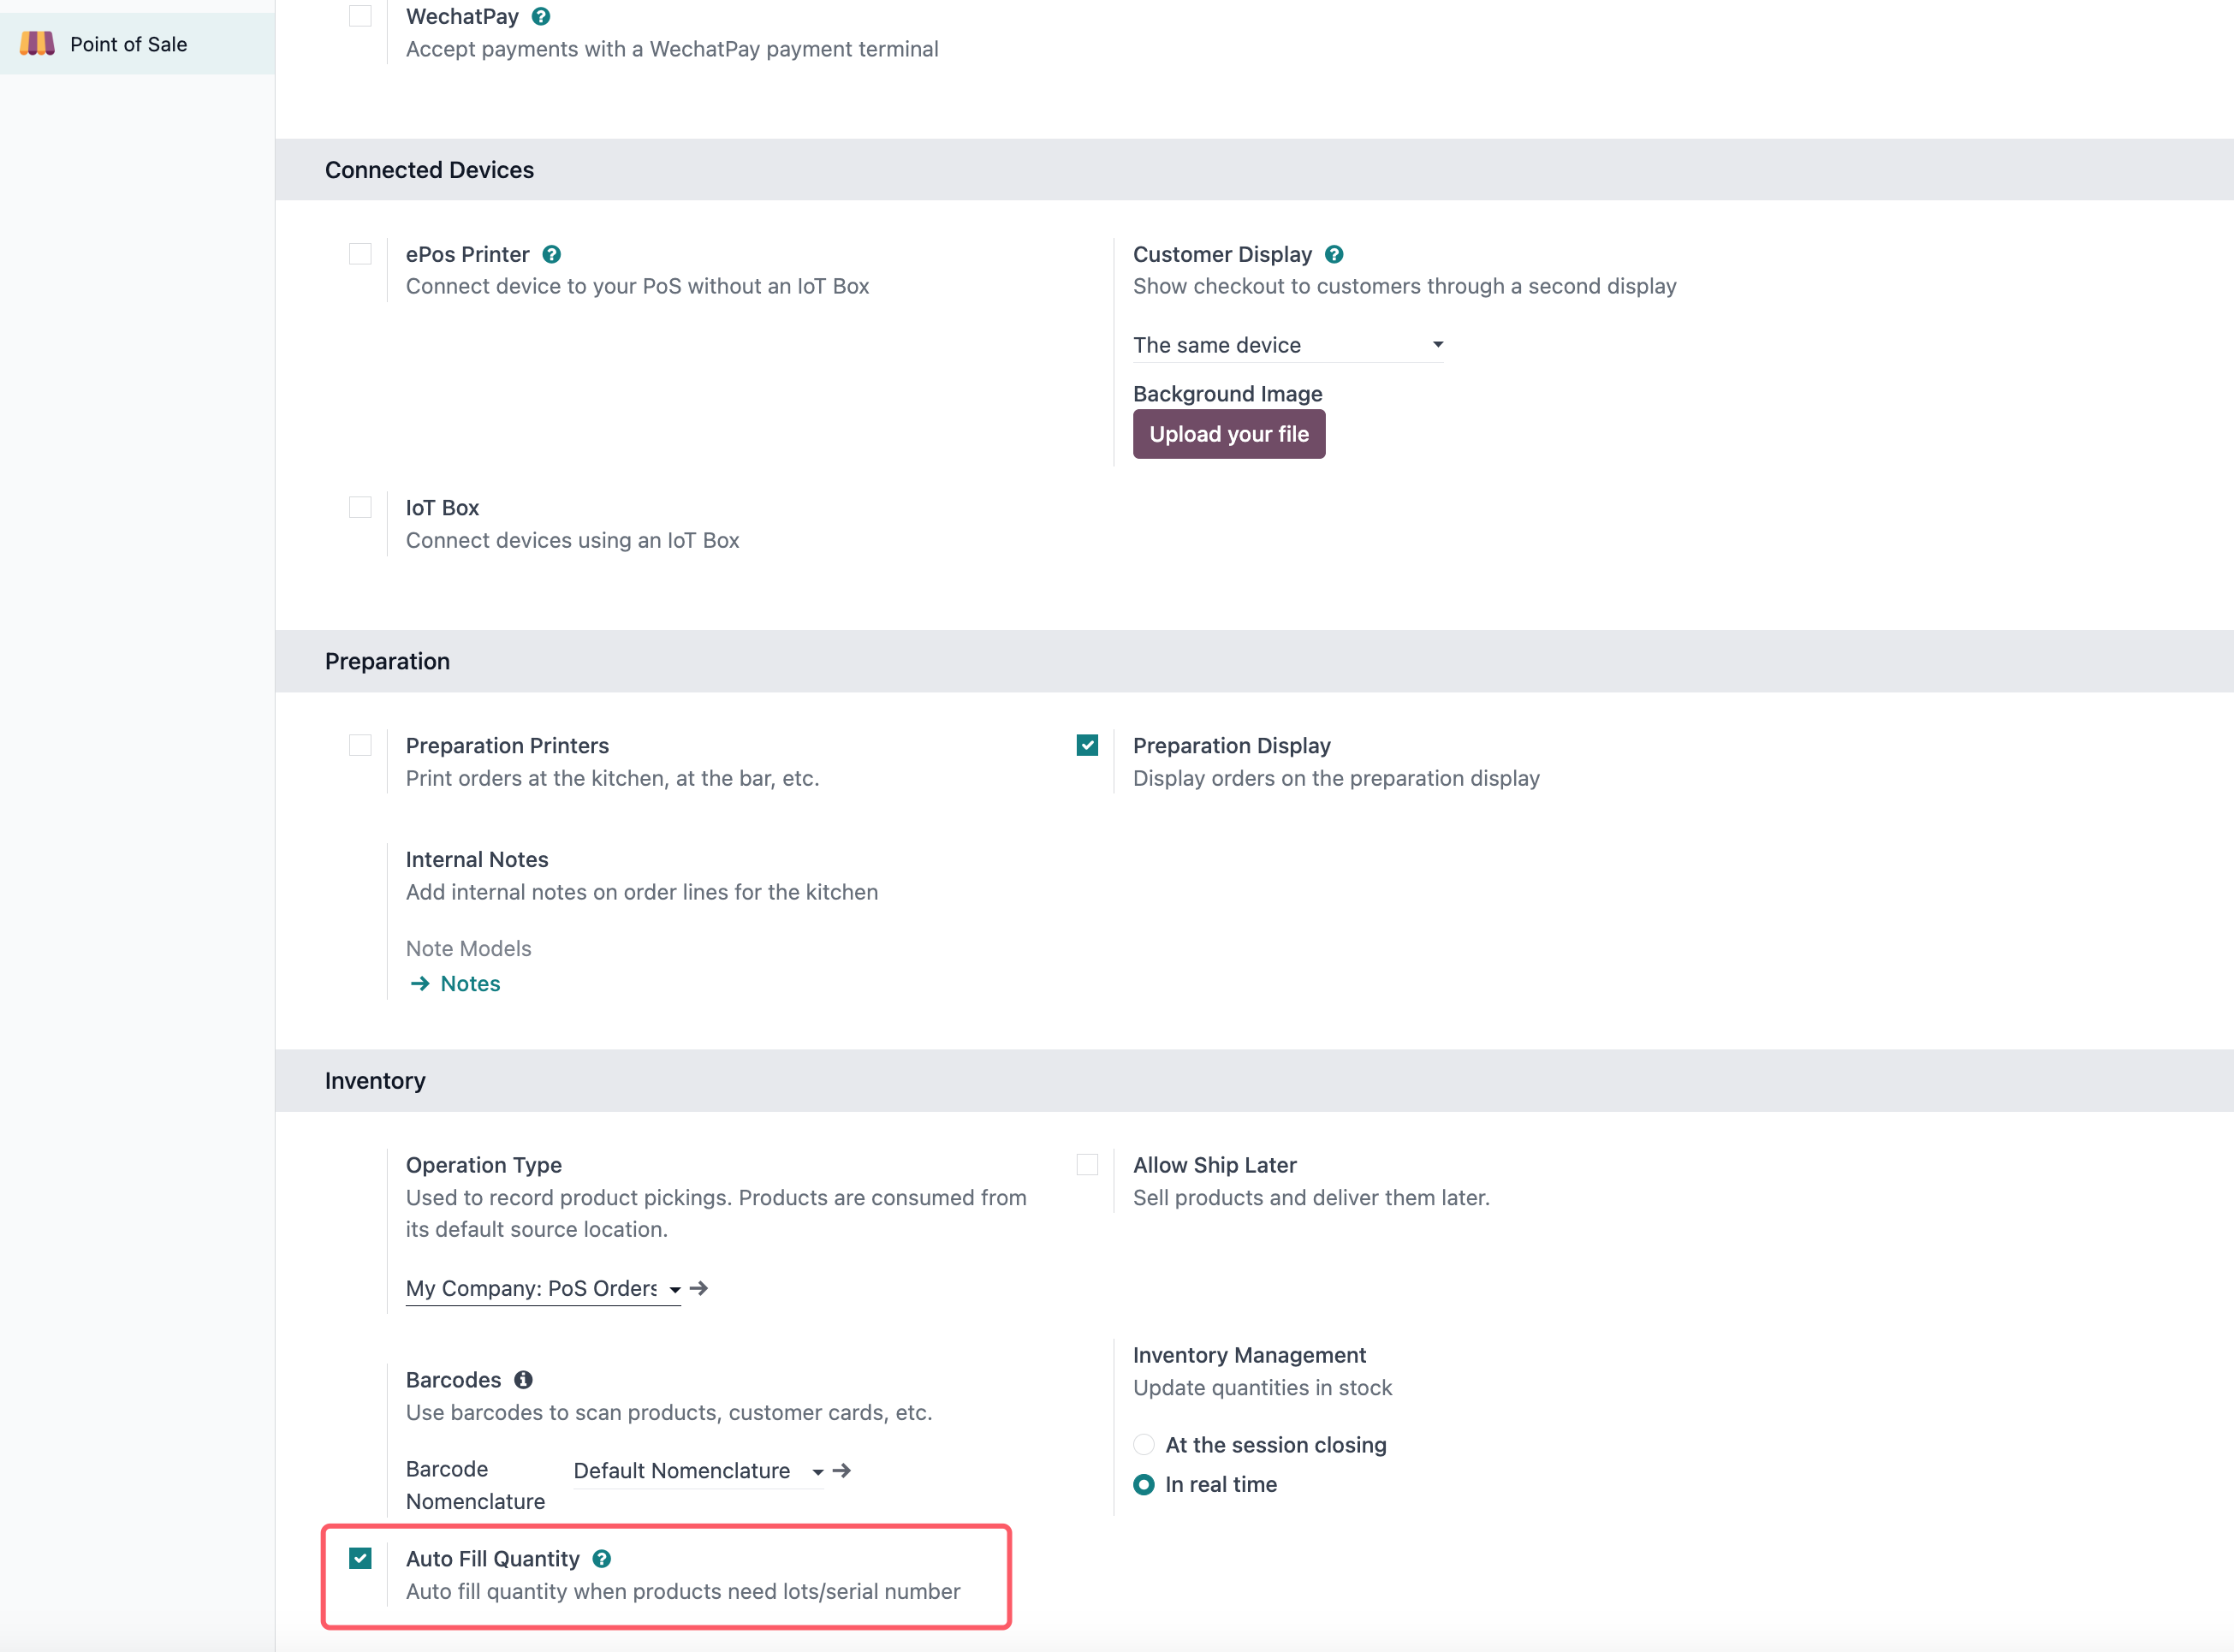 Point of Sale
WechatPay
Accept payments with a WechatPay payment terminal
Connected Devices
ePos Printer
Connect device to your PoS without an IoT Box
Customer Display
Show checkout to customers through a second display
The same device
Background Image
Upload your file
IoT Box
Connect devices using an IoT Box
Preparation
Preparation Printers
Print orders at the kitchen, at the bar, etc.
Preparation Display
Display orders on the preparation display
Internal Notes
Add internal notes on order lines for the kitchen
Note Models
Notes
Inventory
Operation Type
Used to record product pickings. Products are consumed from
its default source location.
My Company: PoS Orders
Allow Ship Later
Sell products and deliver them later.
Barcodes
Use barcodes to scan products, customer cards, etc.
Barcode
Nomenclature
Default Nomenclature
Inventory Management
Update quantities in stock
At the session closing
In real time
Auto Fill Quantity
Auto fill quantity when products need lots/serial number